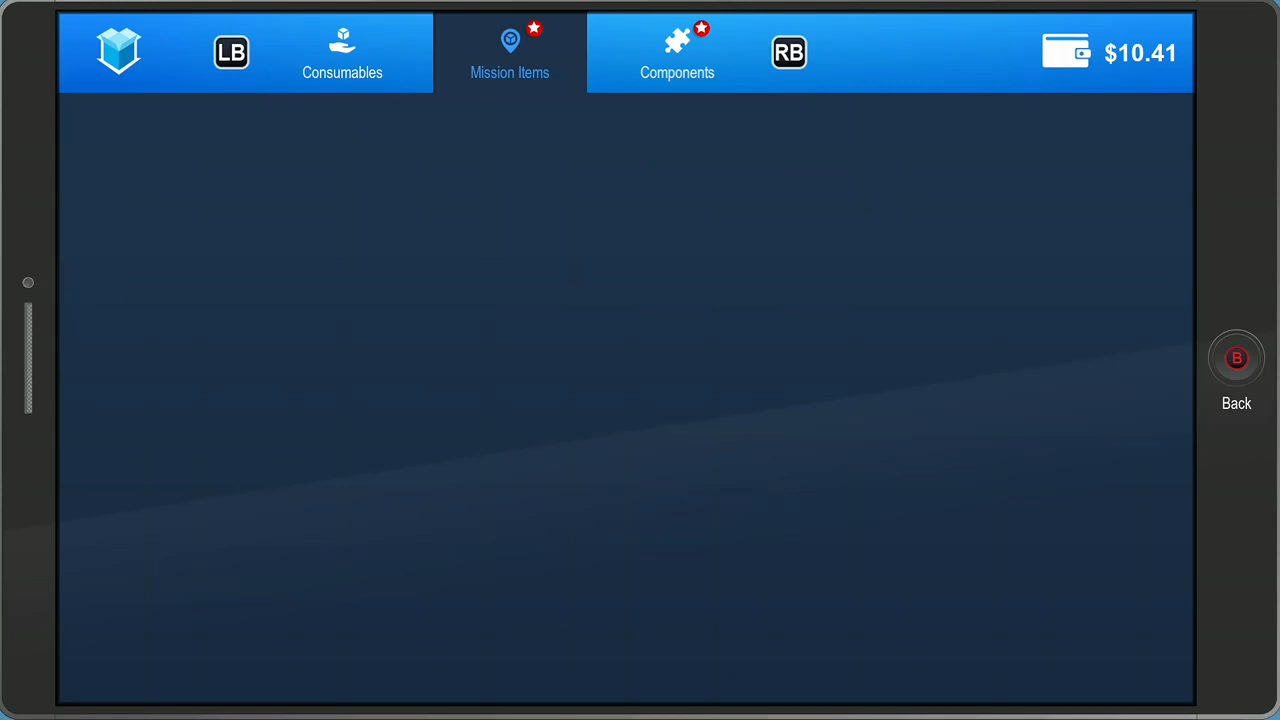 LB
Consumables
Mission Items
Components
RB
$10.41
B
Back